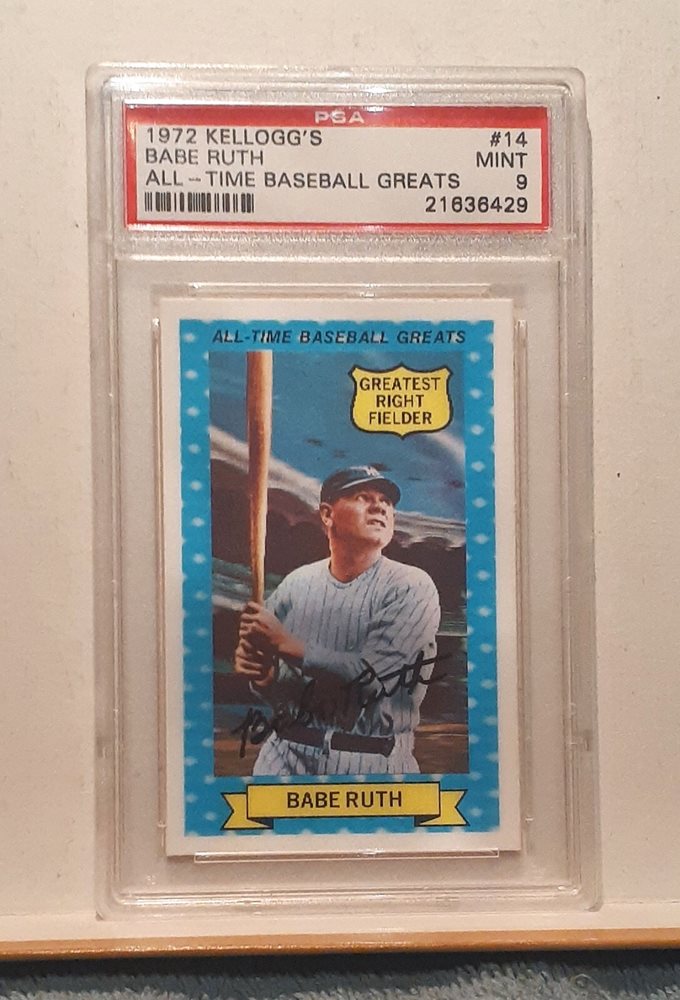 PSA
1972 KELLOGG'S #14
BABE RUTH MINT
ALL-TIME BASEBALL GREATS 9
21636429
ALL-TIME BASEBALL GREATS
GREATEST
RIGHT
FIELDER
Babe Ruth
BABE RUTH